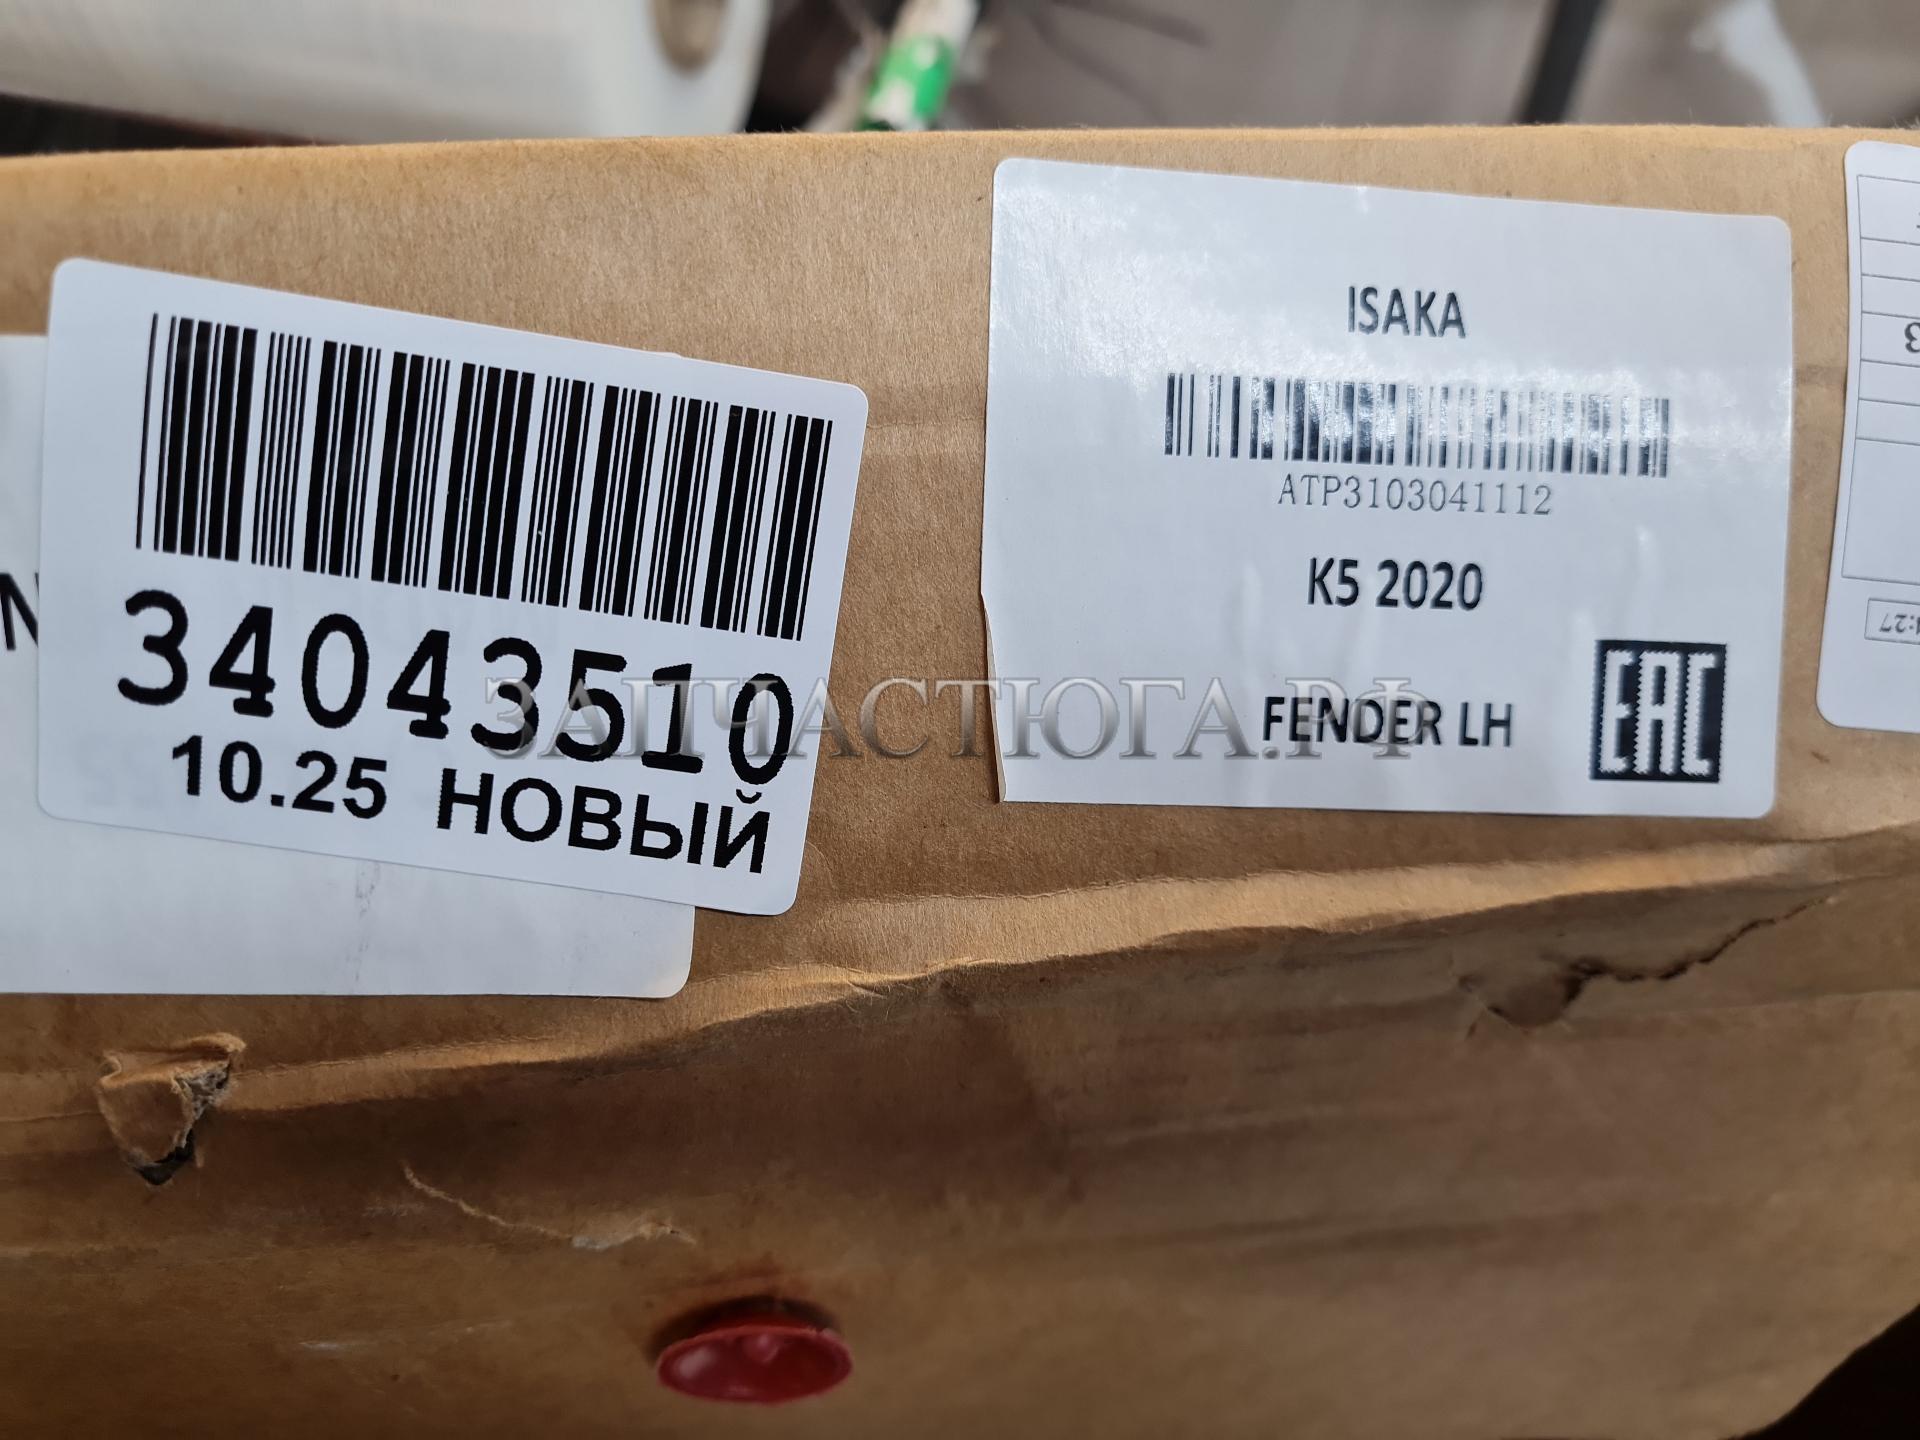 34043510
10.25 НОВЫЙ
ISAKA
ATP3103041112
K5 2020
FENDER LH
EAC
ЗАПЧАСТЮГА.РФ